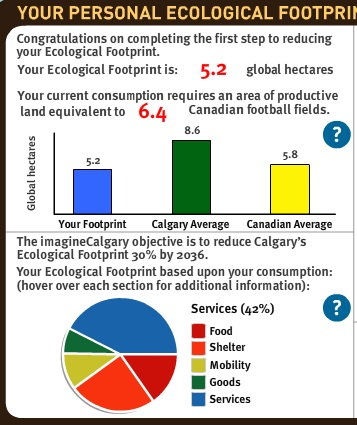 YOUR PERSONAL ECOLOGICAL FOOTPRIN
Congratulations on completing the first step to reducing
your Ecological Footprint.
Your Ecological Footprint is: 5.2 global hectares
Your current consumption requires an area of productive
land equivalent to 6.4 Canadian football fields.
?
Global hectares
5.2
8.6
5.8
Your Footprint
Calgary Average
Canadian Average
The imagineCalgary objective is to reduce Calgary's
Ecological Footprint 30% by 2036.
Your Ecological Footprint based upon your consumption:
(hover over each section for additional information):
?
Services (42%)
Food
Shelter
Mobility
Goods
Services